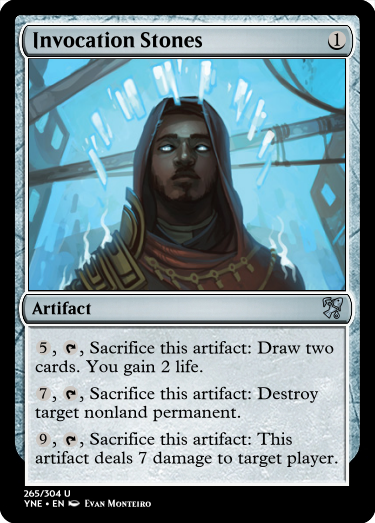 Invocation Stones 1
Artifact
5, , Sacrifice this artifact: Draw two
cards. You gain 2 life.
7, , Sacrifice this artifact: Destroy
target nonland permanent.
9, , Sacrifice this artifact: This
artifact deals 7 damage to target player.
265/304 U
YNE • EN Evan Monteiro